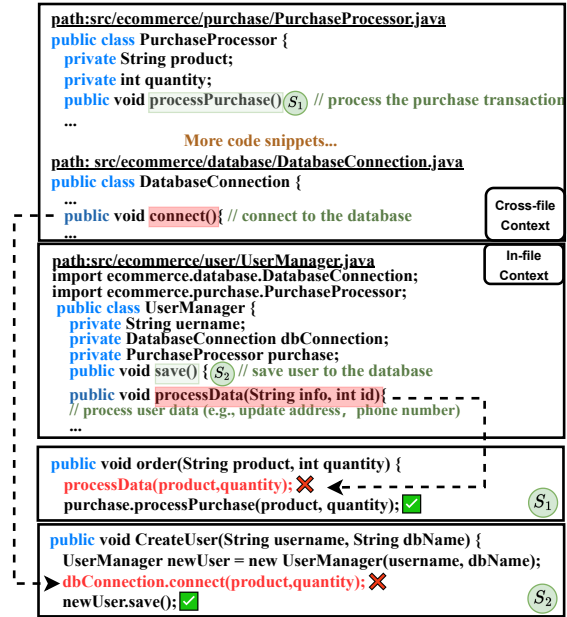 path:src/ecommerce/purchase/PurchaseProcessor.java
public class PurchaseProcessor {
private String product;
private int quantity;
public void processPurchase() S1 // process the purchase transaction
...
More code snippets...
path: src/ecommerce/database/DatabaseConnection.java
public class DatabaseConnection {
...
public void connect(){ // connect to the database
...
Cross-file
Context
In-file
Context
path:src/ecommerce/user/UserManager.java
import ecommerce.database.DatabaseConnection;
import ecommerce.purchase.PurchaseProcessor;
public class UserManager {
private String uername;
private DatabaseConnection dbConnection;
private PurchaseProcessor purchase;
public void save() { S2 // save user to the database
public void processData(String info, int id){
// process user data (e.g., update address, phone number)
...
public void order(String product, int quantity) {
processData(product,quantity); ❌
purchase.processPurchase(product, quantity); ✅
S1
public void CreateUser(String username, String dbName) {
UserManager newUser = new UserManager(username, dbName);
dbConnection.connect(product,quantity); ❌
newUser.save(); ✅
S2